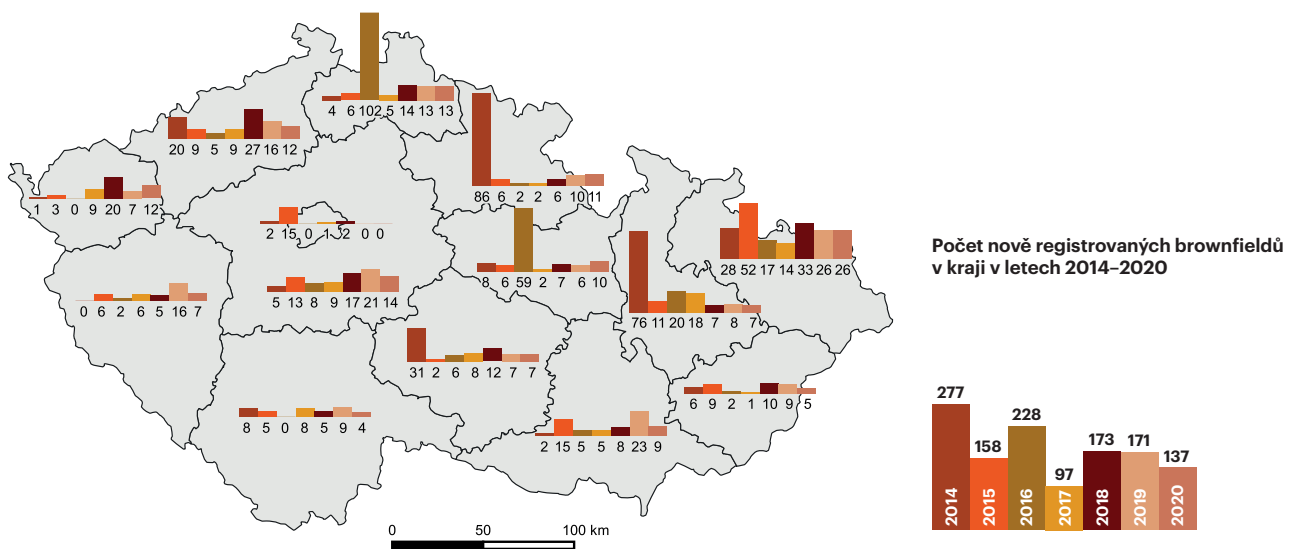 4 6 102 5 14 13 13
20 9 5 9 27 16 12
86 6 2 2 6 10 11
1 3 0 9 20 7 12
2 15 0 1 2 0 0
28 52 17 14 33 26 26
8 6 59 2 7 6 10
5 13 8 9 17 21 14
0 6 2 6 5 16 7
76 11 20 18 7 8 7
31 2 6 8 12 7 7
6 9 2 1 10 9 5
8 5 0 8 5 9 4
2 15 5 5 8 23 9
0 50 100 km
Počet nově registrovaných brownfieldů
v kraji v letech 2014–2020
277 158 228 97 173 171 137
2014 2015 2016 2017 2018 2019 2020